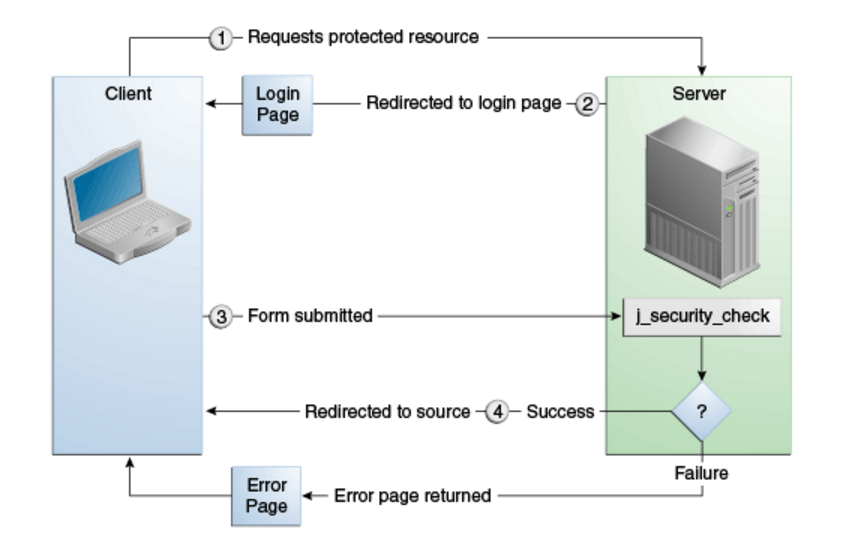 1 Requests protected resource
Client
Login
Page
Redirected to login page 2
Server
3 Form submitted
j_security_check
Redirected to source 4 Success
?
Failure
Error
Page
Error page returned